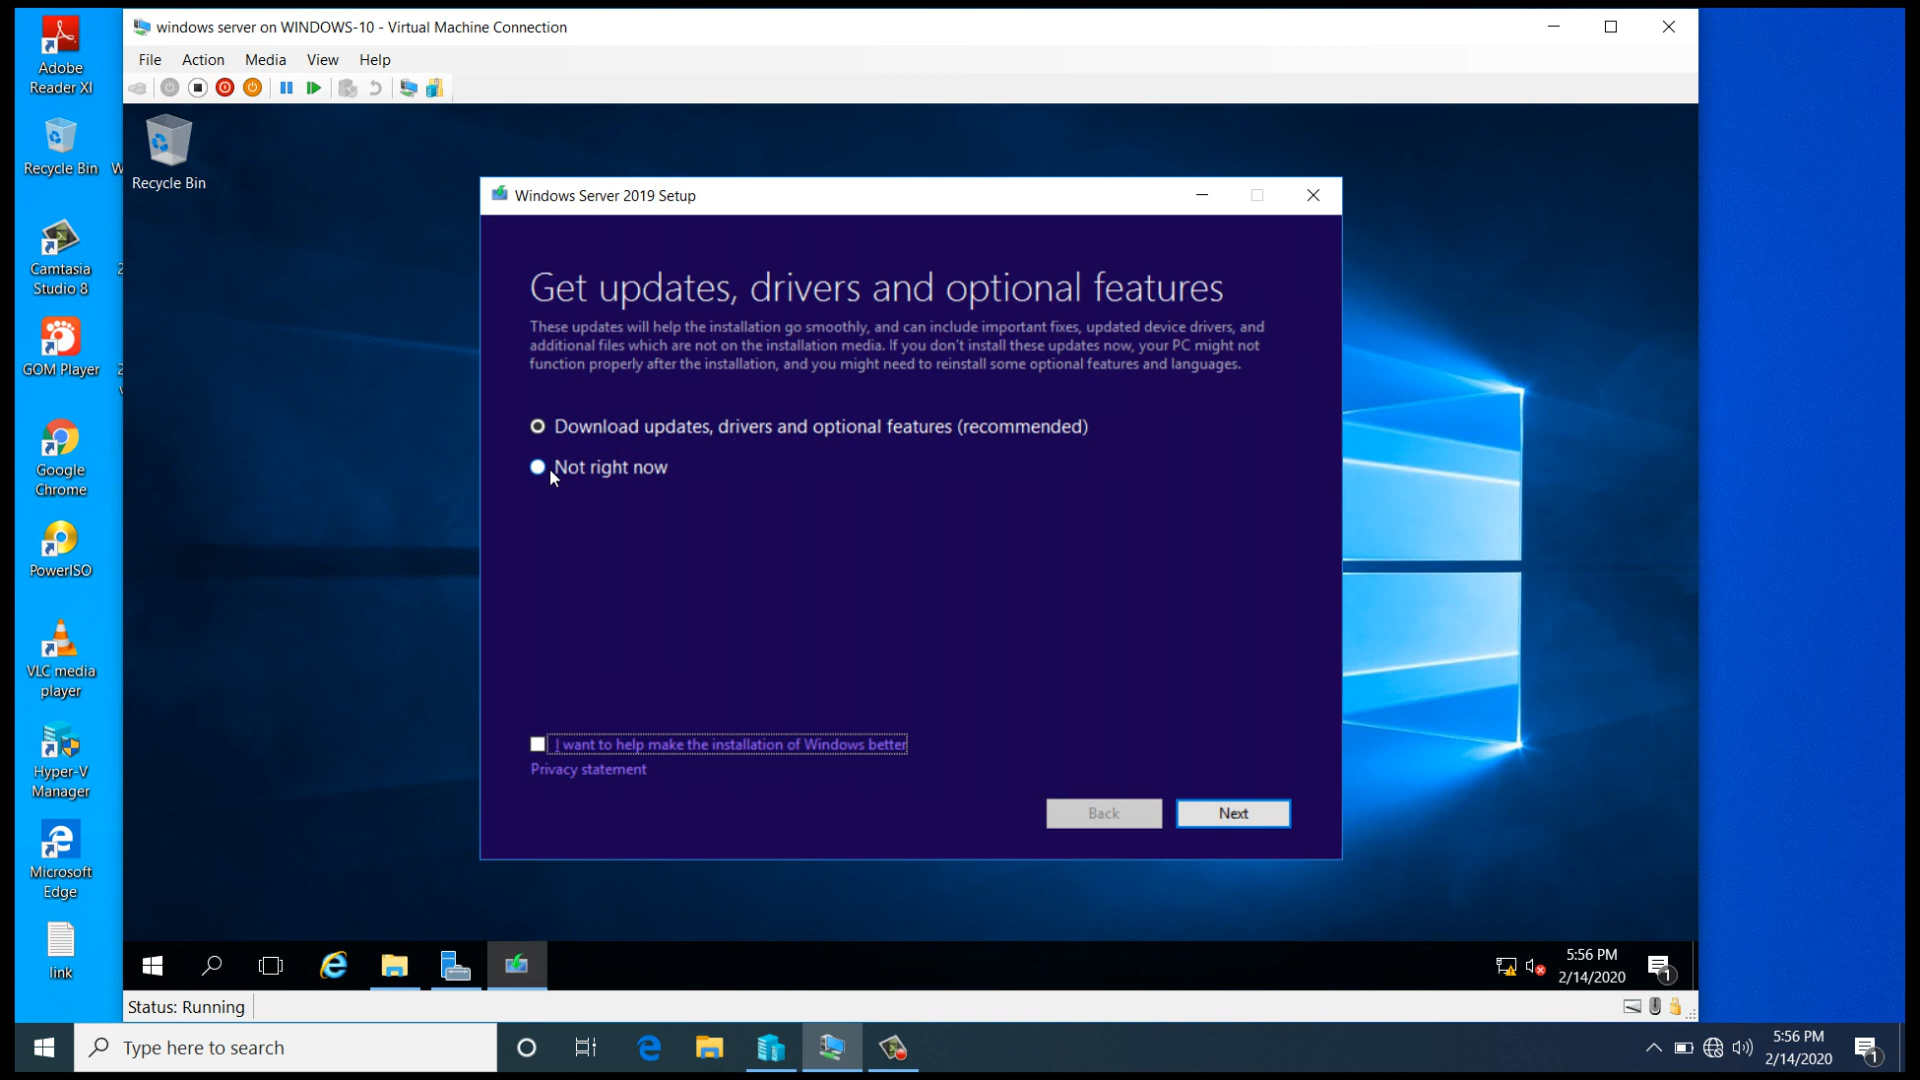 windows server on WINDOWS-10 - Virtual Machine Connection
File Action Media View Help
Adobe
Reader XI
Recycle Bin
Camtasia
Studio 8
GOM Player
Google
Chrome
PowerISO
VLC media
player
Hyper-V
Manager
Microsoft
Edge
link
Recycle Bin
Windows Server 2019 Setup
Get updates, drivers and optional features
These updates will help the installation go smoothly, and can include important fixes, updated device drivers, and
additional files which are not on the installation media. If you don't install these updates now, your PC might not
function properly after the installation, and you might need to reinstall some optional features and languages.
Download updates, drivers and optional features (recommended)
Not right now
I want to help make the installation of Windows better
Privacy statement
Back Next
5:56 PM
2/14/2020
1
Status: Running
Type here to search
5:56 PM
2/14/2020
1